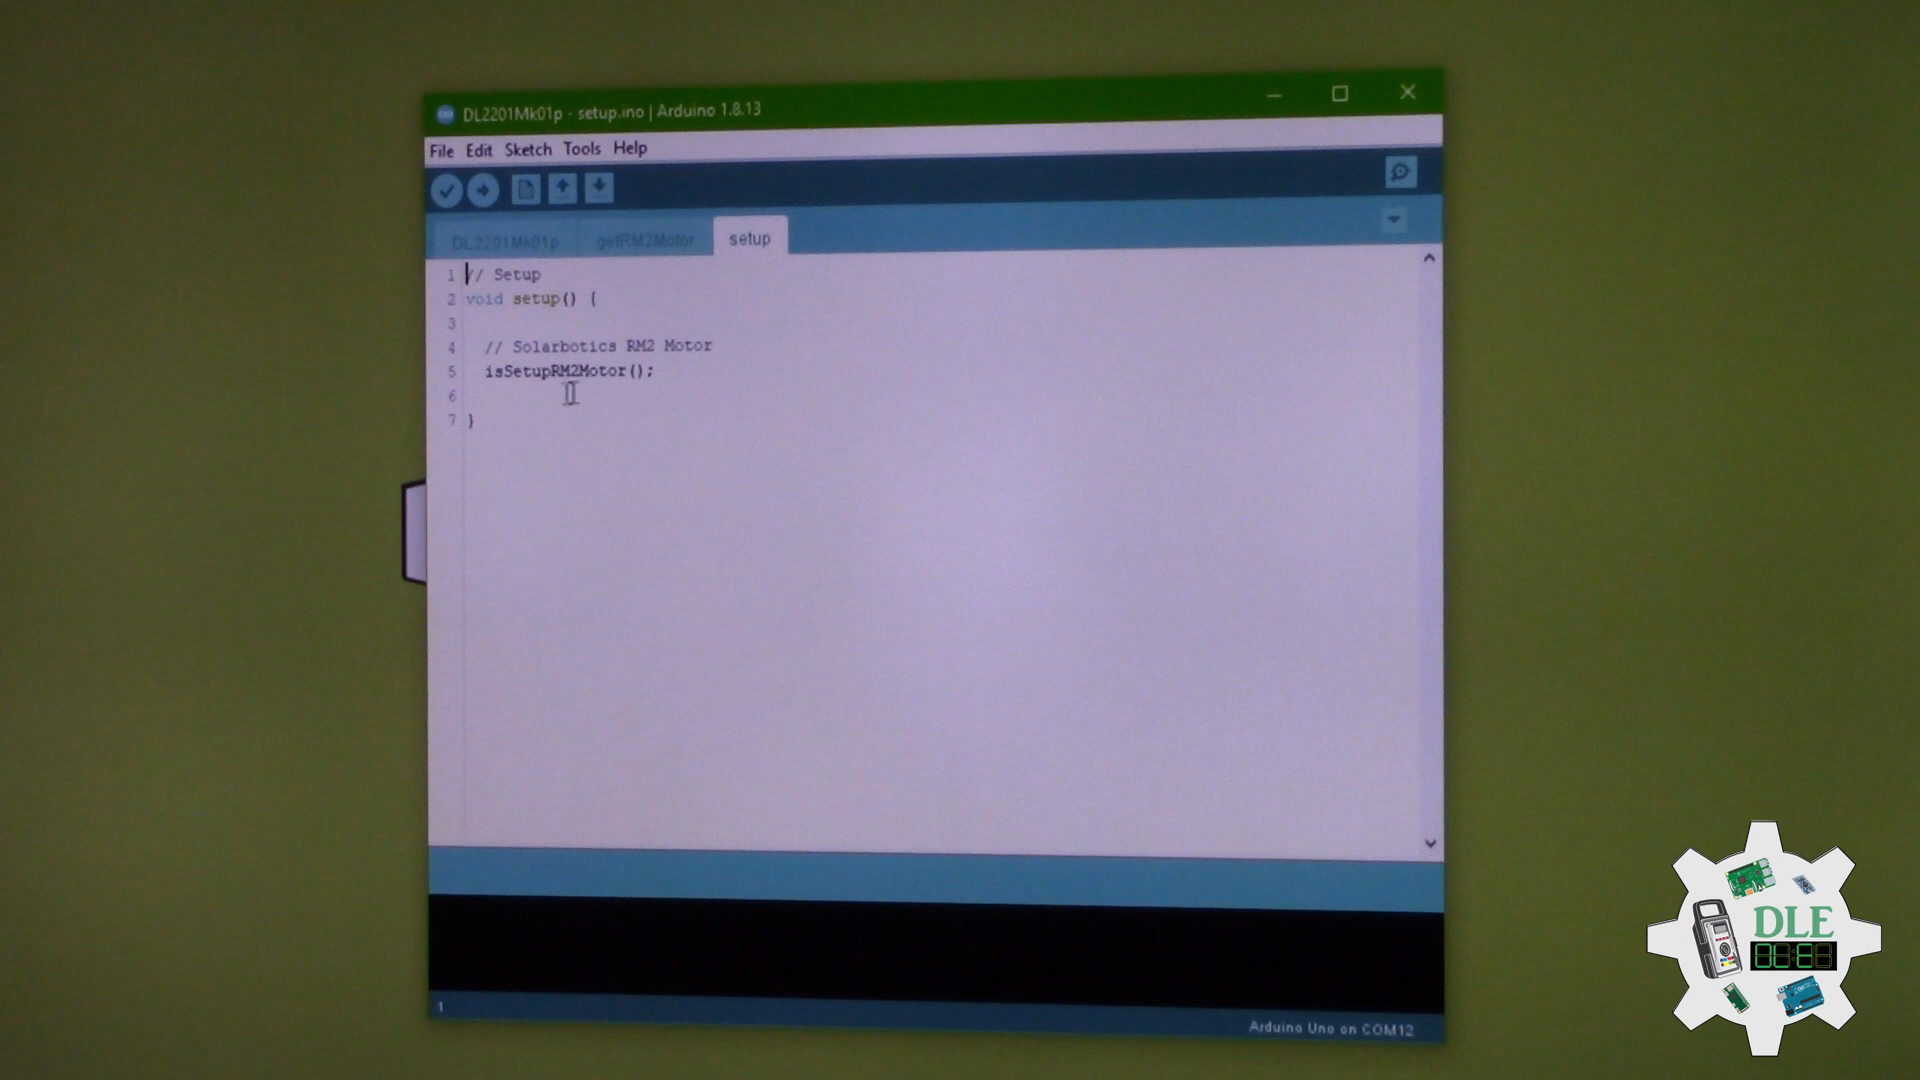 DL2201Mk01p - setup.ino | Arduino 1.8.13
File Edit Sketch Tools Help
DL2201Mk01p getRM2Motor setup
1 // Setup
2 void setup() {
3
4 // Solarbotics RM2 Motor
5 isSetupRM2Motor();
6
7 }
1
Arduino Uno on COM12
DLE